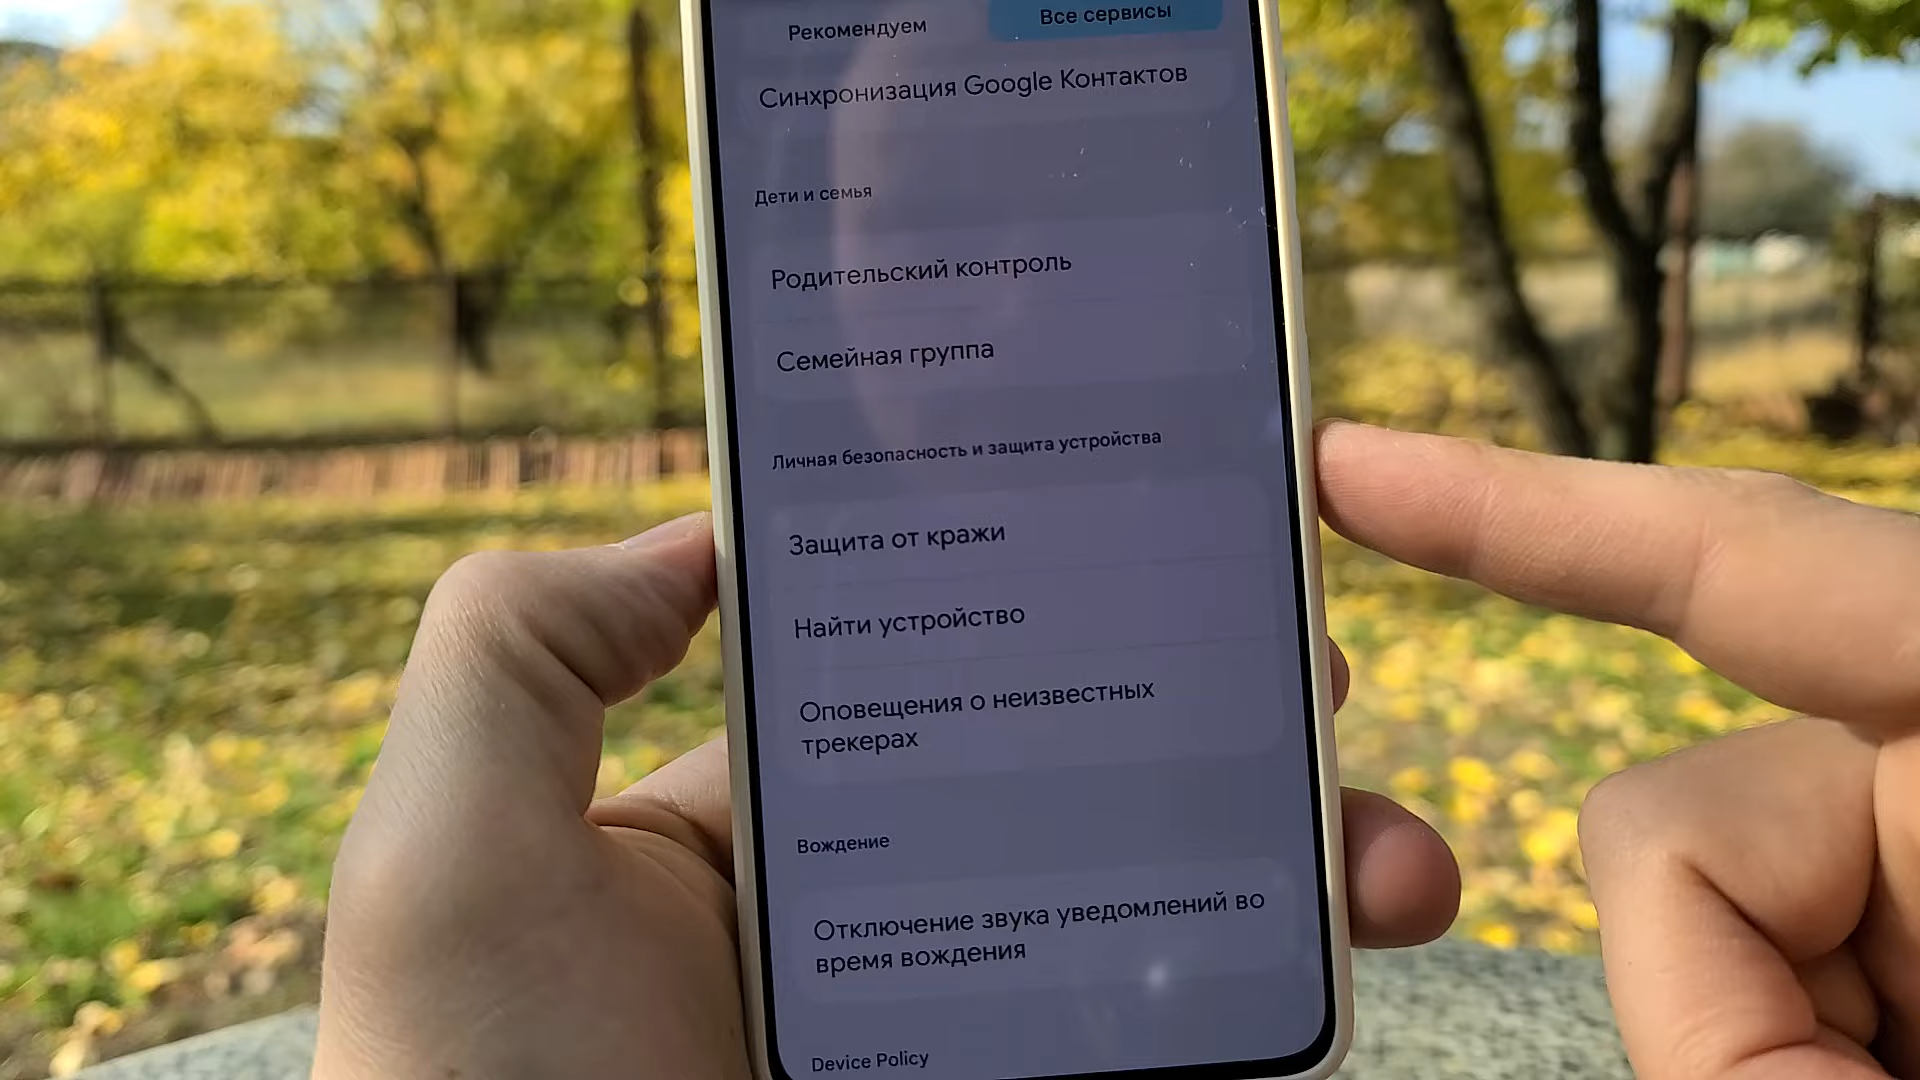 Рекомендуем
Все сервисы
Синхронизация Google Контактов
Дети и семья
Родительский контроль
Семейная группа
Личная безопасность и защита устройства
Защита от кражи
Найти устройство
Оповещения о неизвестных
трекерах
Вождение
Отключение звука уведомлений во
время вождения
Device Policy